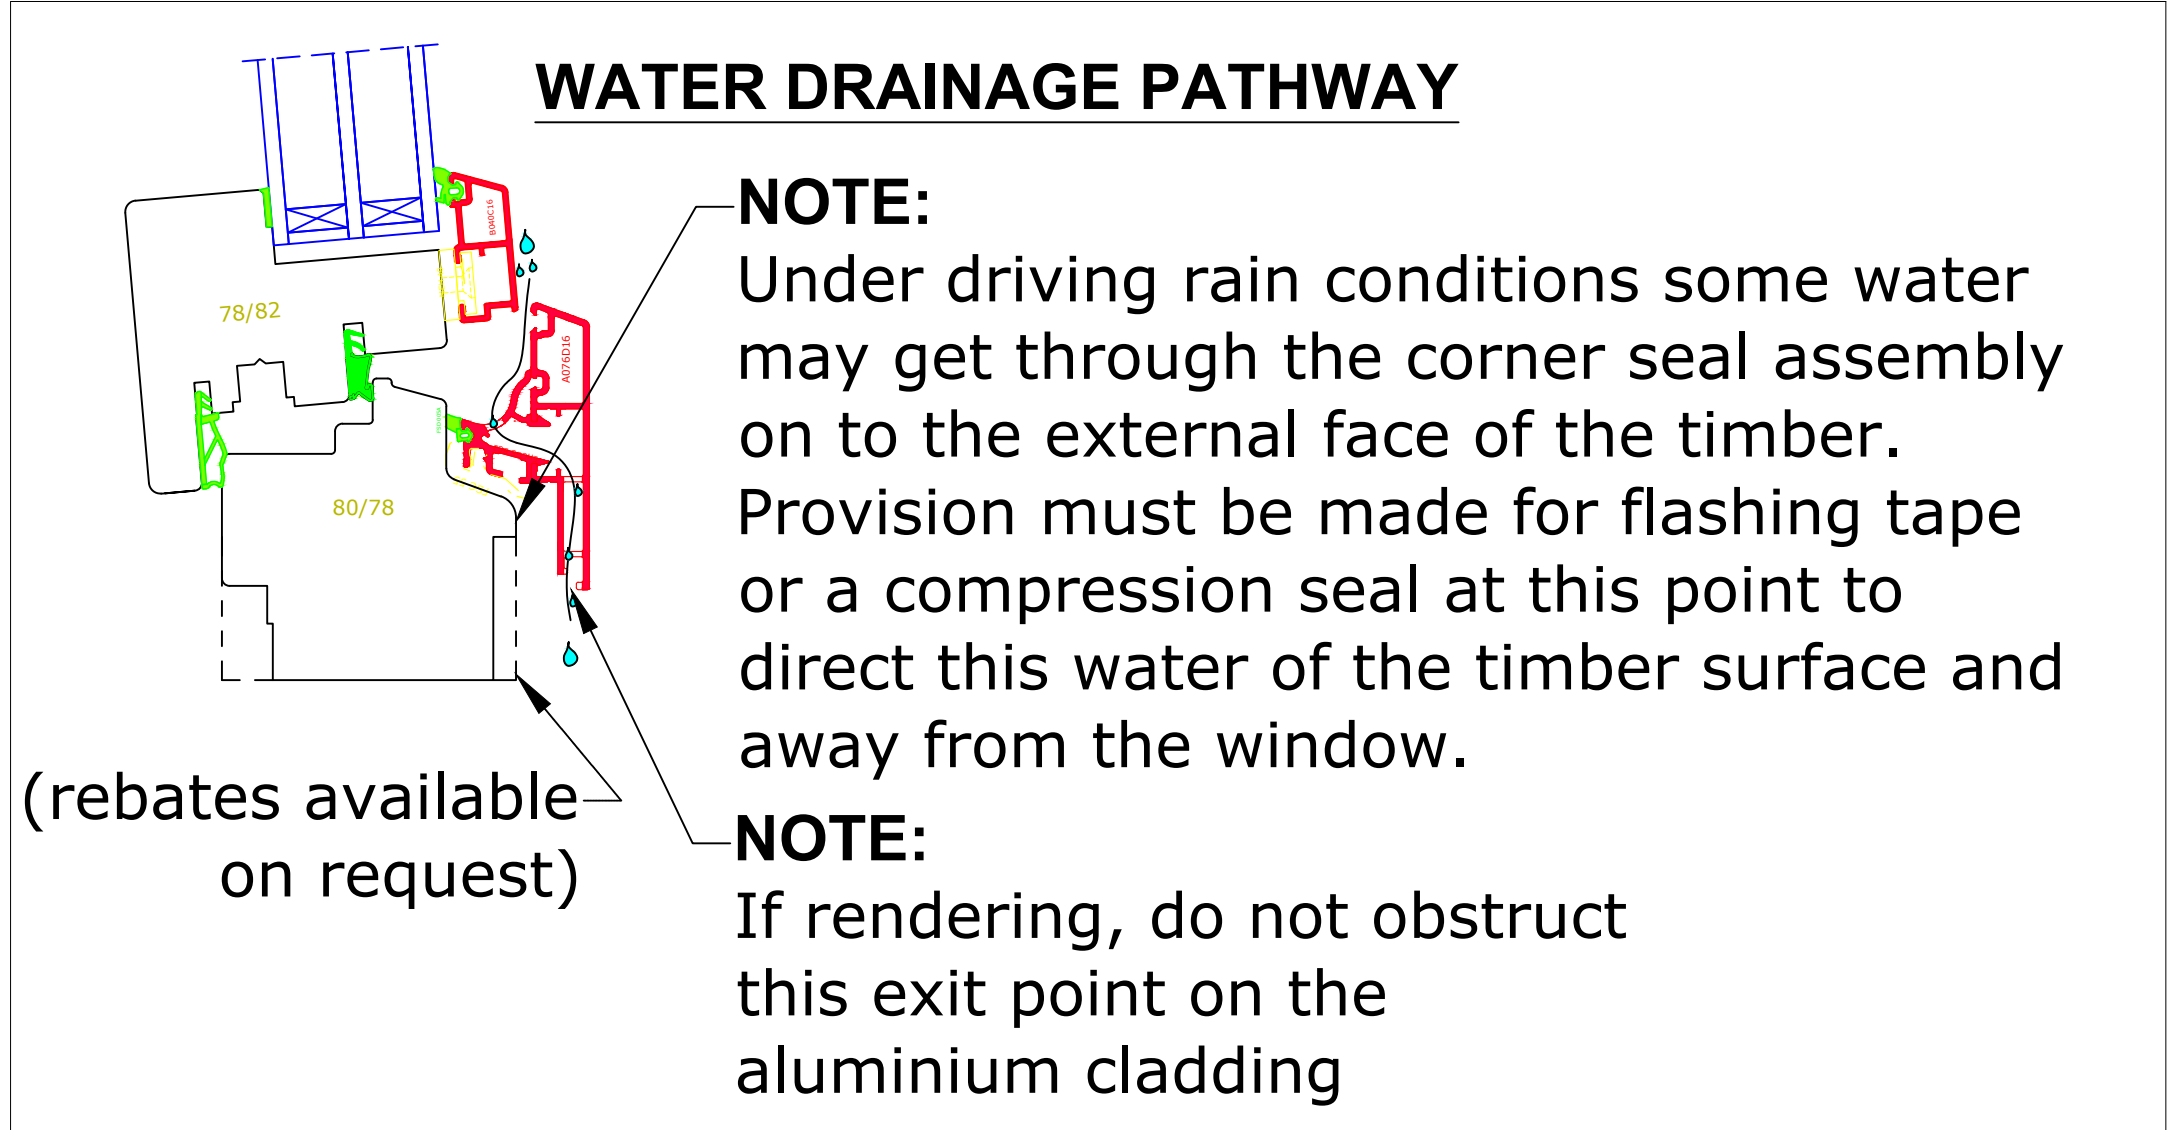 WATER DRAINAGE PATHWAY
NOTE:
Under driving rain conditions some water
may get through the corner seal assembly
on to the external face of the timber.
Provision must be made for flashing tape
or a compression seal at this point to
direct this water of the timber surface and
away from the window.
NOTE:
If rendering, do not obstruct
this exit point on the
aluminium cladding
(rebates available
on request)
78/82
80/78
B040C16
A076D16